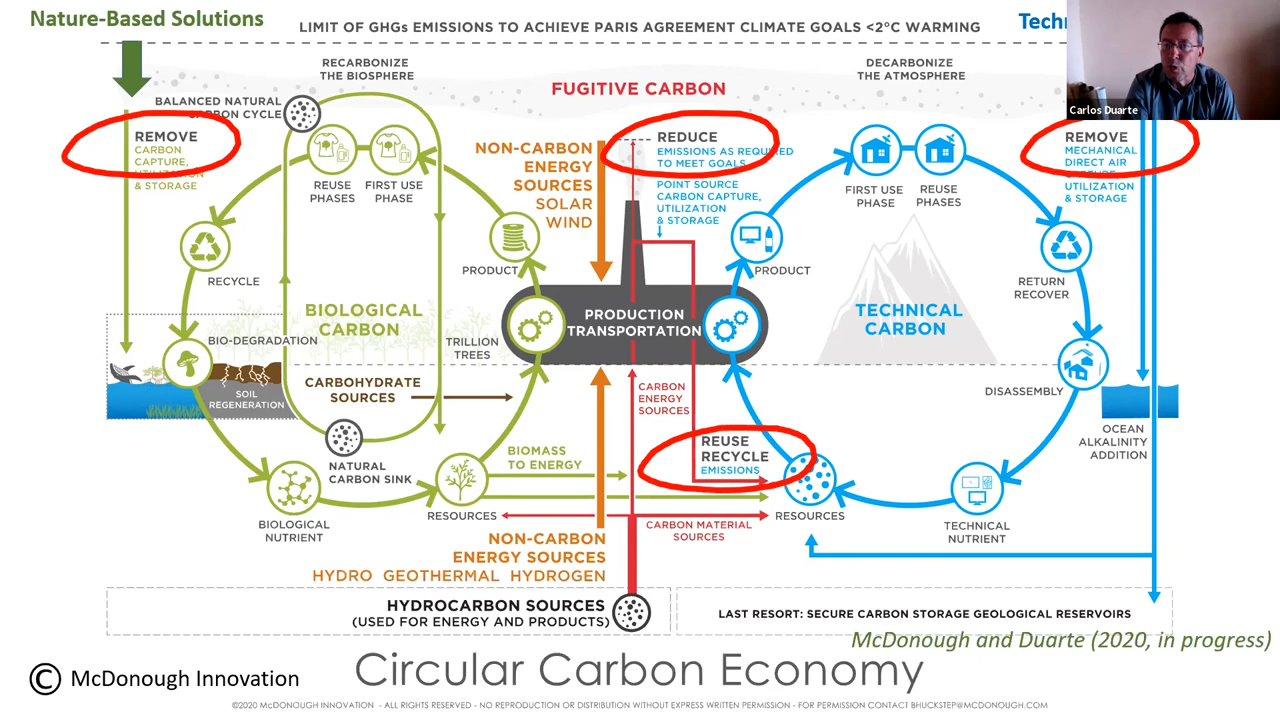 Nature-Based Solutions
LIMIT OF GHGs EMISSIONS TO ACHIEVE PARIS AGREEMENT CLIMATE GOALS <2°C WARMING
Carlos Duarte
RECARBONIZE
THE BIOSPHERE
DECARBONIZE
THE ATMOSPHERE
FUGITIVE CARBON
BALANCED NATURAL
CARBON CYCLE
REMOVE
CARBON
CAPTURE,
UTILIZATION
& STORAGE
REUSE
PHASES
FIRST USE
PHASE
NON-CARBON
ENERGY
SOURCES
SOLAR
WIND
REDUCE
EMISSIONS AS REQUIRED
TO MEET GOALS
POINT SOURCE
CARBON CAPTURE,
UTILIZATION
& STORAGE
FIRST USE
PHASE
REUSE
PHASES
REMOVE
MECHANICAL
DIRECT AIR
CAPTURE,
UTILIZATION
& STORAGE
RECYCLE
PRODUCT
PRODUCT
RETURN
RECOVER
BIOLOGICAL
CARBON
PRODUCTION
TRANSPORTATION
TECHNICAL
CARBON
BIO-DEGRADATION
TRILLION
TREES
SOIL
REGENERATION
CARBOHYDRATE
SOURCES
CARBON
ENERGY
SOURCES
DISASSEMBLY
OCEAN
ALKALINITY
ADDITION
NATURAL
CARBON SINK
BIOMASS
TO ENERGY
REUSE
RECYCLE
EMISSIONS
BIOLOGICAL
NUTRIENT
RESOURCES
CARBON MATERIAL
SOURCES
RESOURCES
TECHNICAL
NUTRIENT
NON-CARBON
ENERGY SOURCES
HYDRO GEOTHERMAL HYDROGEN
HYDROCARBON SOURCES
(USED FOR ENERGY AND PRODUCTS)
LAST RESORT: SECURE CARBON STORAGE GEOLOGICAL RESERVOIRS
McDonough and Duarte (2020, in progress)
© McDonough Innovation
Circular Carbon Economy
©2020 McDONOUGH INNOVATION - ALL RIGHTS RESERVED - NO REPRODUCTION OR DISTRIBUTION WITHOUT EXPRESS WRITTEN PERMISSION - FOR PERMISSION CONTACT BHUCKSTEP@MCDONOUGH.COM